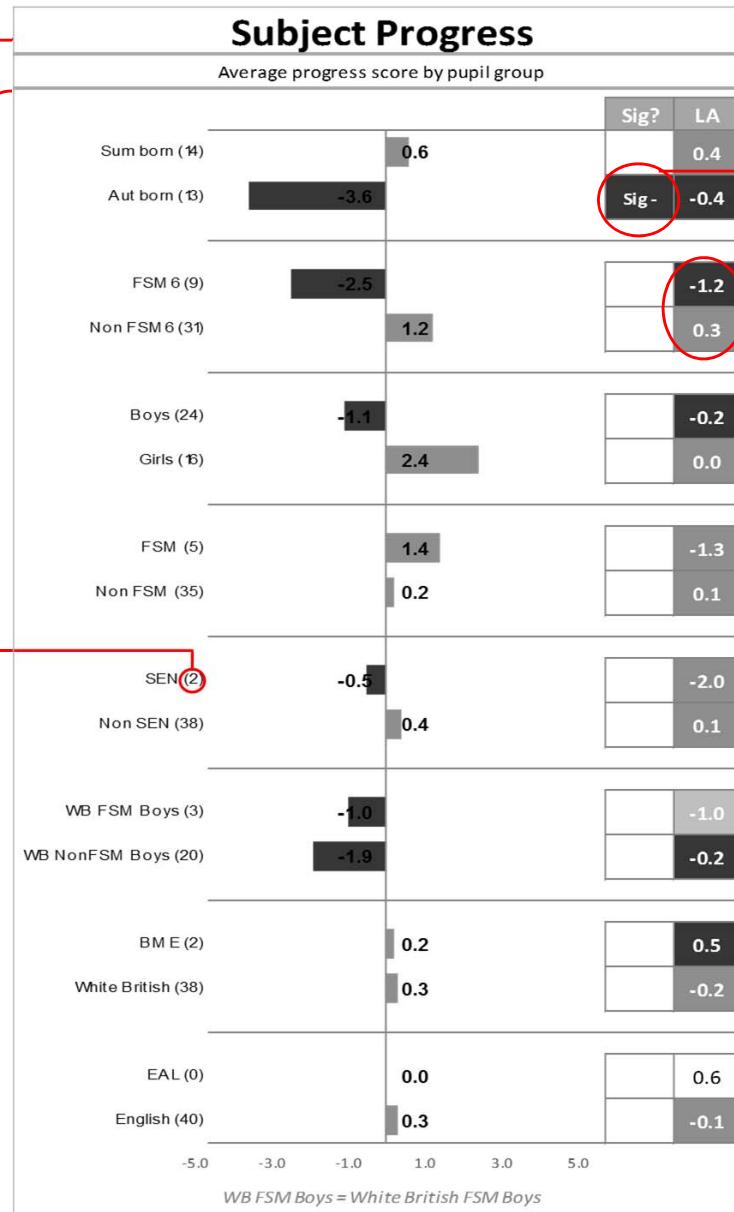 Subject Progress
Average progress score by pupil group
Sig? LA
Sum born (14) 0.6 0.4
Aut born (13) -3.6 Sig - -0.4
FSM 6 (9) -2.5 -1.2
Non FSM 6 (31) 1.2 0.3
Boys (24) -1.1 -0.2
Girls (16) 2.4 0.0
FSM (5) 1.4 -1.3
Non FSM (35) 0.2 0.1
SEN (2) -0.5 -2.0
Non SEN (38) 0.4 0.1
WB FSM Boys (3) -1.0 -1.0
WB NonFSM Boys (20) -1.9 -0.2
BME (2) 0.2 0.5
White British (38) 0.3 -0.2
EAL (0) 0.0 0.6
English (40) 0.3 -0.1
-5.0 -3.0 -1.0 1.0 3.0 5.0
WB FSM Boys = White British FSM Boys